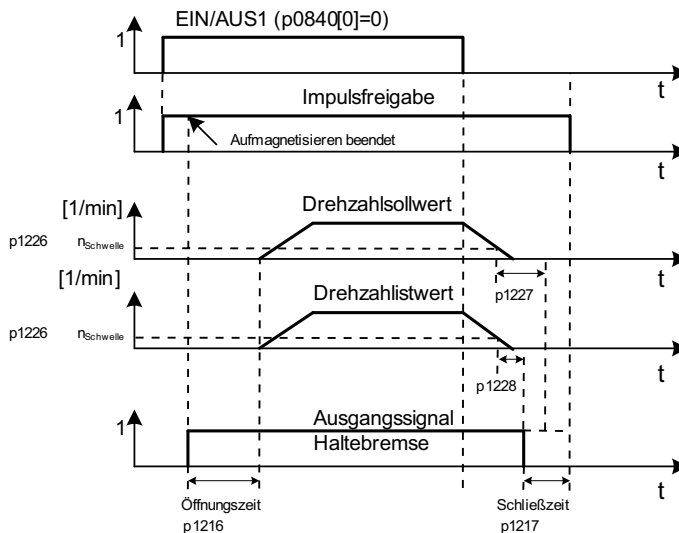 EIN/AUS1 (p0840[0]=0)
1
t
Impulsfreigabe
1
Aufmagnetisieren beendet
t
[1/min]
Drehzahlsollwert
p1226 nSchwelle
t
p1227
[1/min]
Drehzahlistwert
p1226 nSchwelle
t
p1228
Ausgangssignal
1
Haltebremse
t
Öffnungszeit
p1216
Schließzeit
p1217